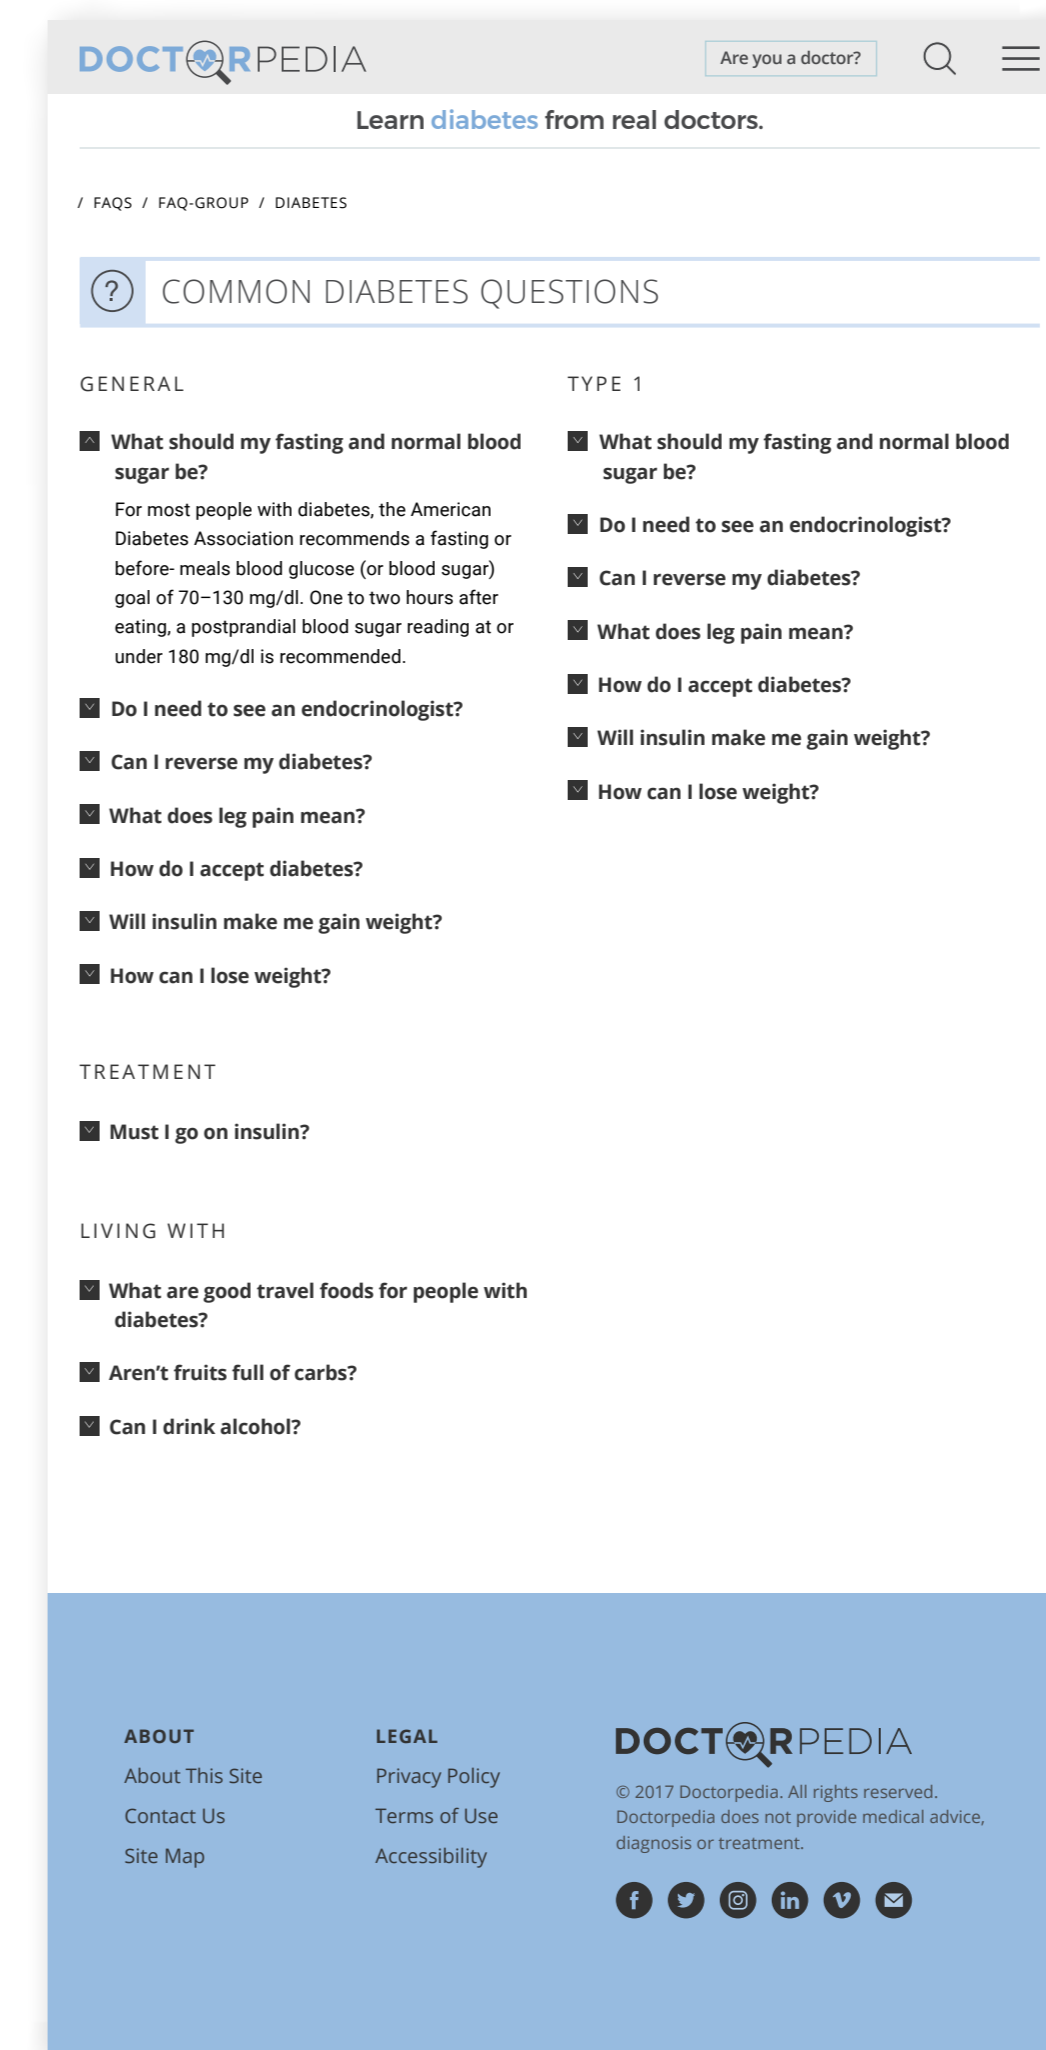 DOCTORPEDIA
Are you a doctor?
Learn diabetes from real doctors.
/ FAQS / FAQ-GROUP / DIABETES
? COMMON DIABETES QUESTIONS
GENERAL
What should my fasting and normal blood
sugar be?
For most people with diabetes, the American
Diabetes Association recommends a fasting or
before- meals blood glucose (or blood sugar)
goal of 70–130 mg/dl. One to two hours after
eating, a postprandial blood sugar reading at or
under 180 mg/dl is recommended.
Do I need to see an endocrinologist?
Can I reverse my diabetes?
What does leg pain mean?
How do I accept diabetes?
Will insulin make me gain weight?
How can I lose weight?
TREATMENT
Must I go on insulin?
LIVING WITH
What are good travel foods for people with
diabetes?
Aren’t fruits full of carbs?
Can I drink alcohol?
TYPE 1
What should my fasting and normal blood
sugar be?
Do I need to see an endocrinologist?
Can I reverse my diabetes?
What does leg pain mean?
How do I accept diabetes?
Will insulin make me gain weight?
How can I lose weight?
ABOUT
About This Site
Contact Us
Site Map
LEGAL
Privacy Policy
Terms of Use
Accessibility
DOCTORPEDIA
© 2017 Doctorpedia. All rights reserved.
Doctorpedia does not provide medical advice,
diagnosis or treatment.